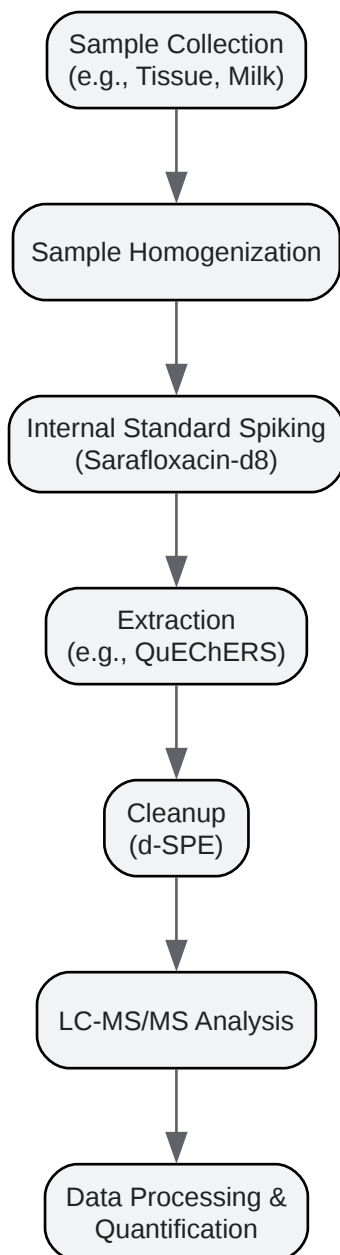 Sample Collection
(e.g., Tissue, Milk)
Sample Homogenization
Internal Standard Spiking
(Sarafloxacin-d8)
Extraction
(e.g., QuEChERS)
Cleanup
(d-SPE)
LC-MS/MS Analysis
Data Processing &
Quantification